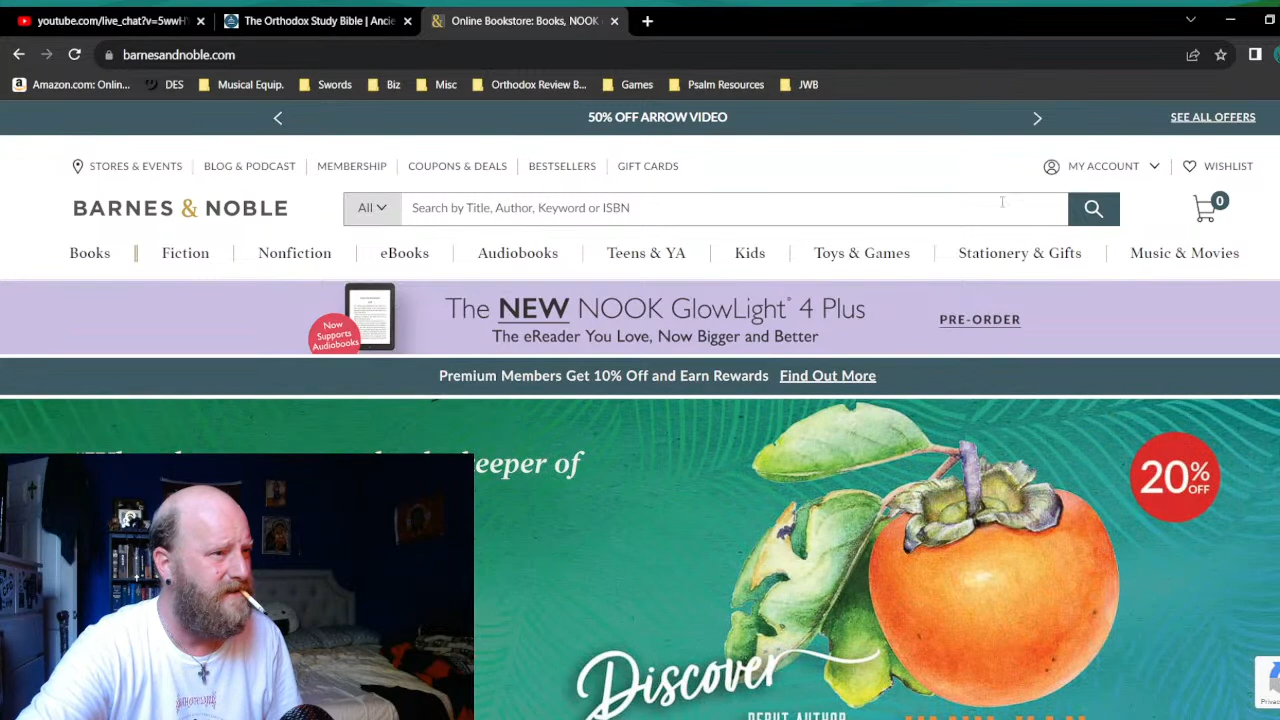 youtube.com/live_chat?v=5wwH
The Orthodox Study Bible | Ancie
Online Bookstore: Books, NOOK
barnesandnoble.com
Amazon.com: Onlin...
DES
Musical Equip.
Swords
Biz
Misc
Orthodox Review B...
Games
Psalm Resources
JWB
50% OFF ARROW VIDEO
SEE ALL OFFERS
STORES & EVENTS
BLOG & PODCAST
MEMBERSHIP
COUPONS & DEALS
BESTSELLERS
GIFT CARDS
MY ACCOUNT
WISHLIST
BARNES & NOBLE
All
Search by Title, Author, Keyword or ISBN
0
Books
Fiction
Nonfiction
eBooks
Audiobooks
Teens & YA
Kids
Toys & Games
Stationery & Gifts
Music & Movies
Now
Supports
Audiobooks
The NEW NOOK GlowLight® 4 Plus
The eReader You Love, Now Bigger and Better
PRE-ORDER
Premium Members Get 10% Off and Earn Rewards Find Out More
keeper of
20% OFF
Discover
DEBUT AUTHOR